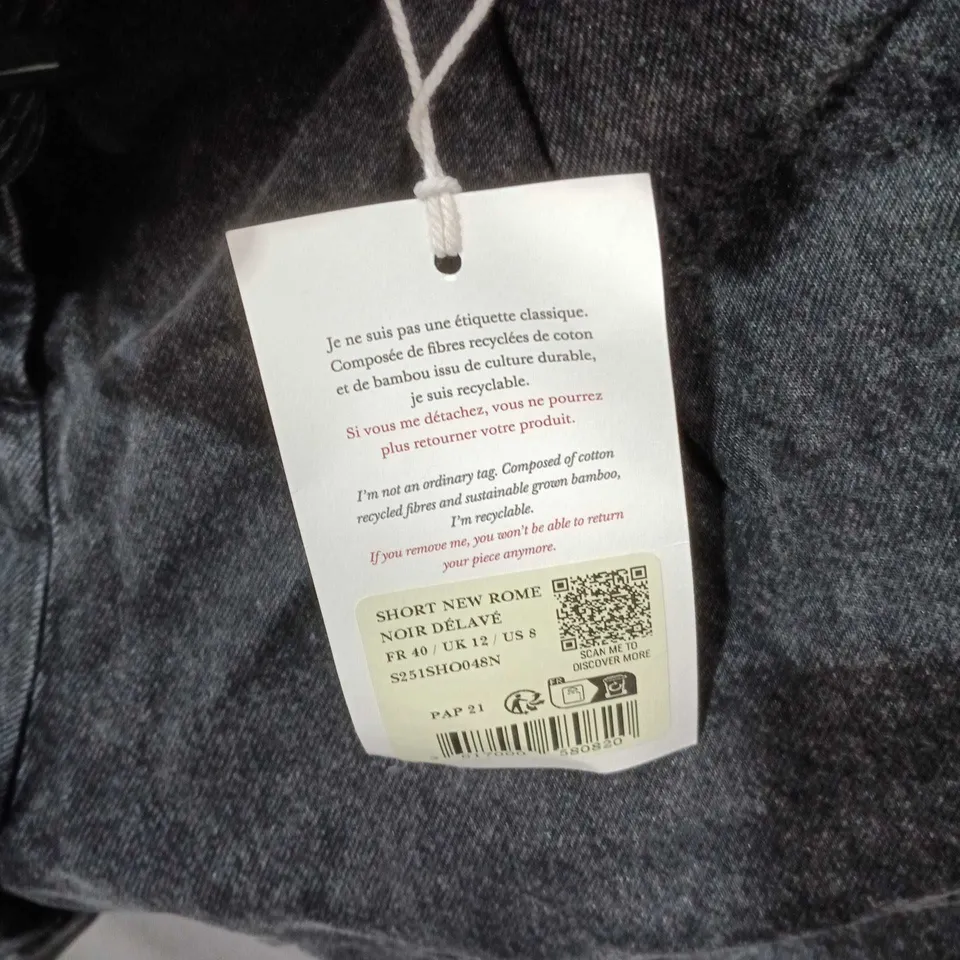 Je ne suis pas une étiquette classique.
Composée de fibres recyclées de coton
et de bambou issu de culture durable,
je suis recyclable.
Si vous me détachez, vous ne pourrez
plus retourner votre produit.
I'm not an ordinary tag. Composed of cotton
recycled fibres and sustainable grown bamboo,
I'm recyclable.
If you remove me, you won't be able to return
your piece anymore.
SHORT NEW ROME
NOIR DÉLAVÉ
FR 40 / UK 12 / US 8
S251SHO048N
SCAN ME TO
DISCOVER MORE
PAP 21
FR
580820